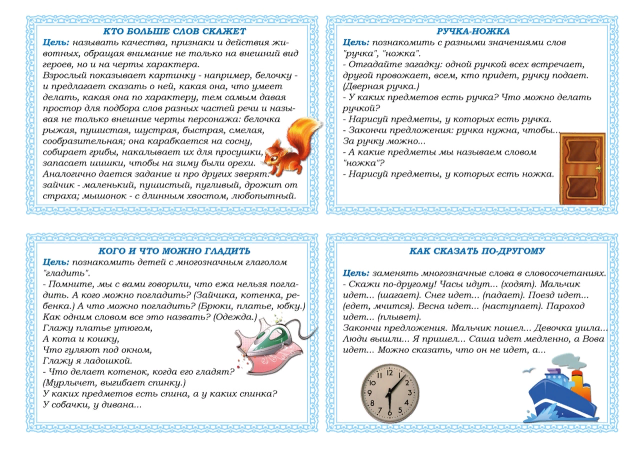 КТО БОЛЬШЕ СЛОВ СКАЖЕТ
Цель: называть качества, признаки и действия жи-
вотных, обращая внимание не только на внешний вид
героев, но и на черты характера.
Взрослый показывает картинку - например, белочку -
и предлагает сказать о ней, какая она, что умеет
делать, какая она по характеру, тем самым давая
простор для подбора слов разных частей речи и назы-
вая не только внешние черты персонажа: белочка
рыжая, пушистая, шустрая, быстрая, смелая,
сообразительная; она карабкается на сосну,
собирает грибы, накалывает их для просушки,
запасает шишки, чтобы на зиму были орехи.
Аналогично дается задание и про других зверят:
зайчик - маленький, пушистый, пугливый, дрожит от
страха; мышонок - с длинным хвостом, любопытный.
РУЧКА-НОЖКА
Цель: познакомить с разными значениями слов
"ручка", "ножка".
- Отгадайте загадку: одной ручкой всех встречает,
другой провожает, всем, кто придет, ручку подает.
(Дверная ручка.)
- У каких предметов есть ручка? Что можно делать
ручкой?
- Нарисуй предметы, у которых есть ручка.
- Закончи предложения: ручка нужна, чтобы...
За ручку можно...
- А какие предметы мы называем словом
"ножка"?
- Нарисуй предметы, у которых есть ножка.
КОГО И ЧТО МОЖНО ГЛАДИТЬ
Цель: познакомить детей с многозначным глаголом
"гладить".
- Помните, мы с вами говорили, что ежа нельзя погла-
дить. А кого можно погладить? (Зайчика, котенка, ре-
бенка.) А что можно погладить? (Брюки, платье, юбку.)
Как одним словом все это назвать? (Одежда.)
Глажу платье утюгом,
А кота и кошку,
Что гуляют под окном,
Глажу я ладошкой.
- Что делает котенок, когда его гладят?
(Мурлычет, выгибает спинку.)
У каких предметов есть спина, а у каких спинка?
У собачки, у дивана...
КАК СКАЗАТЬ ПО-ДРУГОМУ
Цель: заменять многозначные слова в словосочетаниях.
- Скажи по-другому! Часы идут... (ходят). Мальчик
идет... (шагает). Снег идет... (падает). Поезд идет...
(едет, мчится). Весна идет... (наступает). Пароход
идет... (плывет).
Закончи предложения. Мальчик пошел... Девочка ушла...
Люди вышли... Я пришел... Саша идет медленно, а Вова
идет... Можно сказать, что он не идет, а...